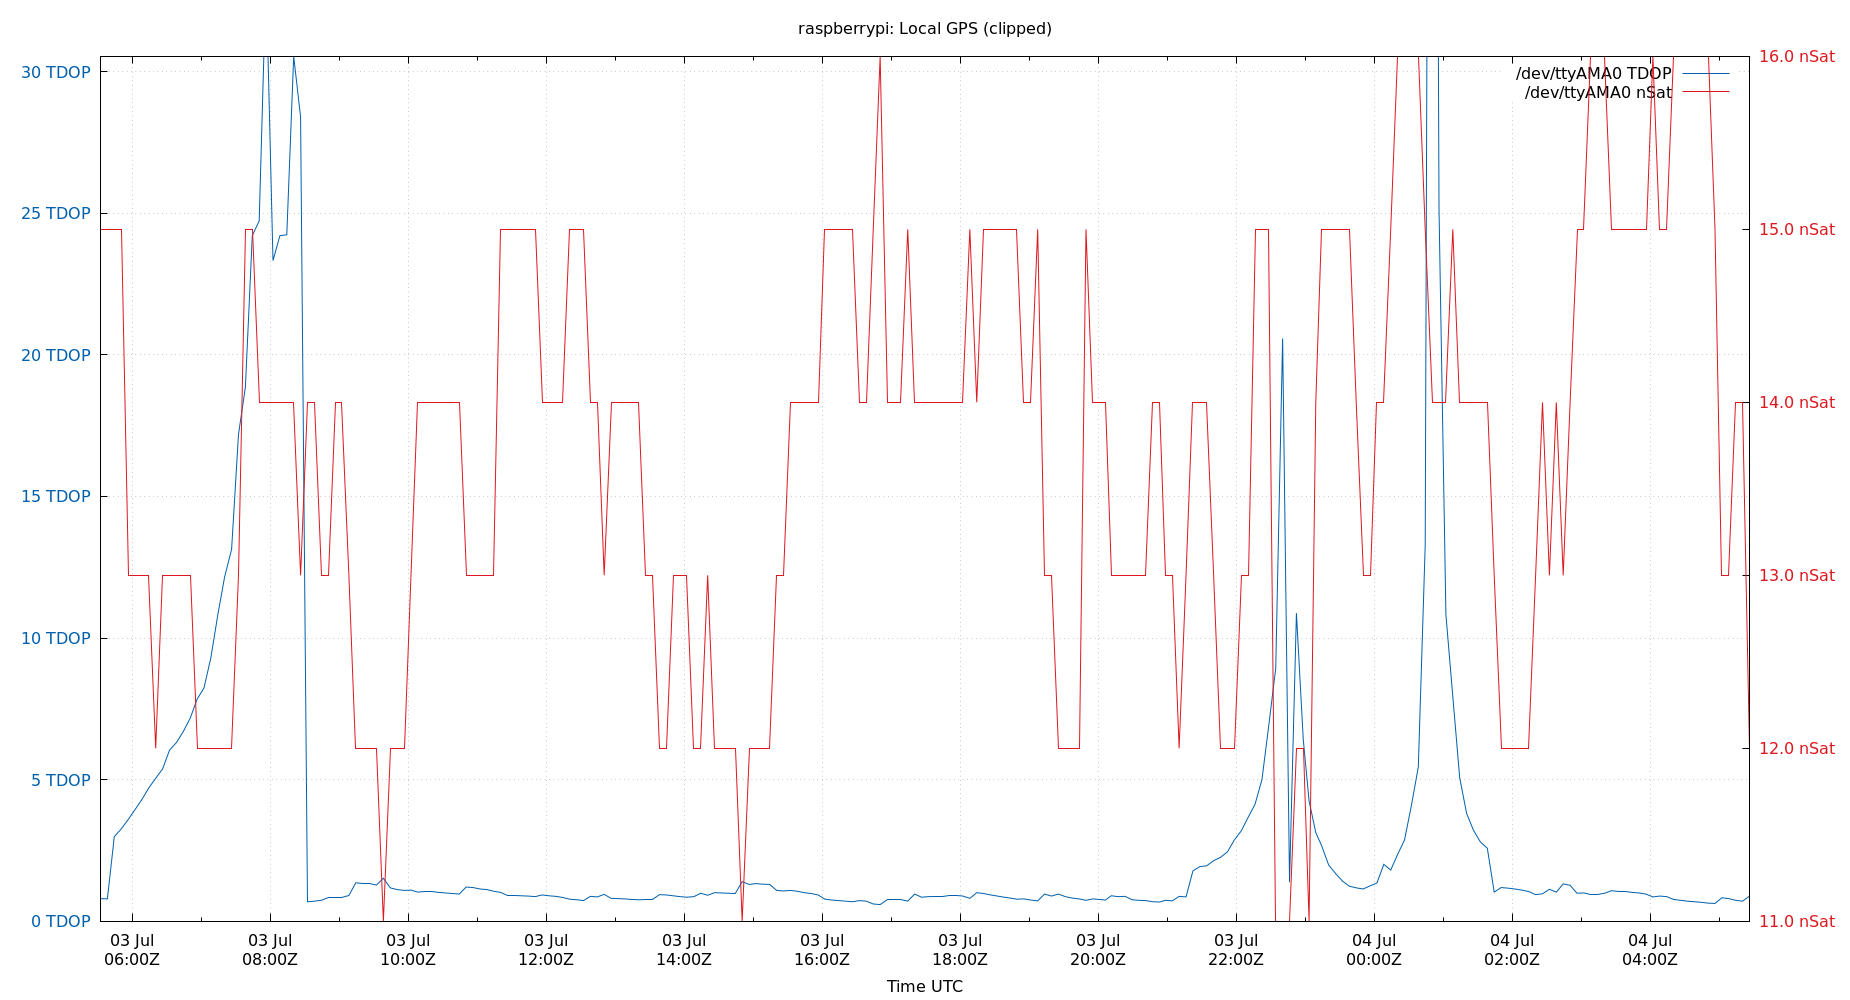 raspberrypi: Local GPS (clipped)
30 TDOP
25 TDOP
20 TDOP
15 TDOP
10 TDOP
5 TDOP
0 TDOP
/dev/ttyAMA0 TDOP
/dev/ttyAMA0 nSat
16.0 nSat
15.0 nSat
14.0 nSat
13.0 nSat
12.0 nSat
11.0 nSat
03 Jul 03 Jul 03 Jul 03 Jul 03 Jul 03 Jul 03 Jul 03 Jul 03 Jul 04 Jul 04 Jul 04 Jul
06:00Z 08:00Z 10:00Z 12:00Z 14:00Z 16:00Z 18:00Z 20:00Z 22:00Z 00:00Z 02:00Z 04:00Z
Time UTC